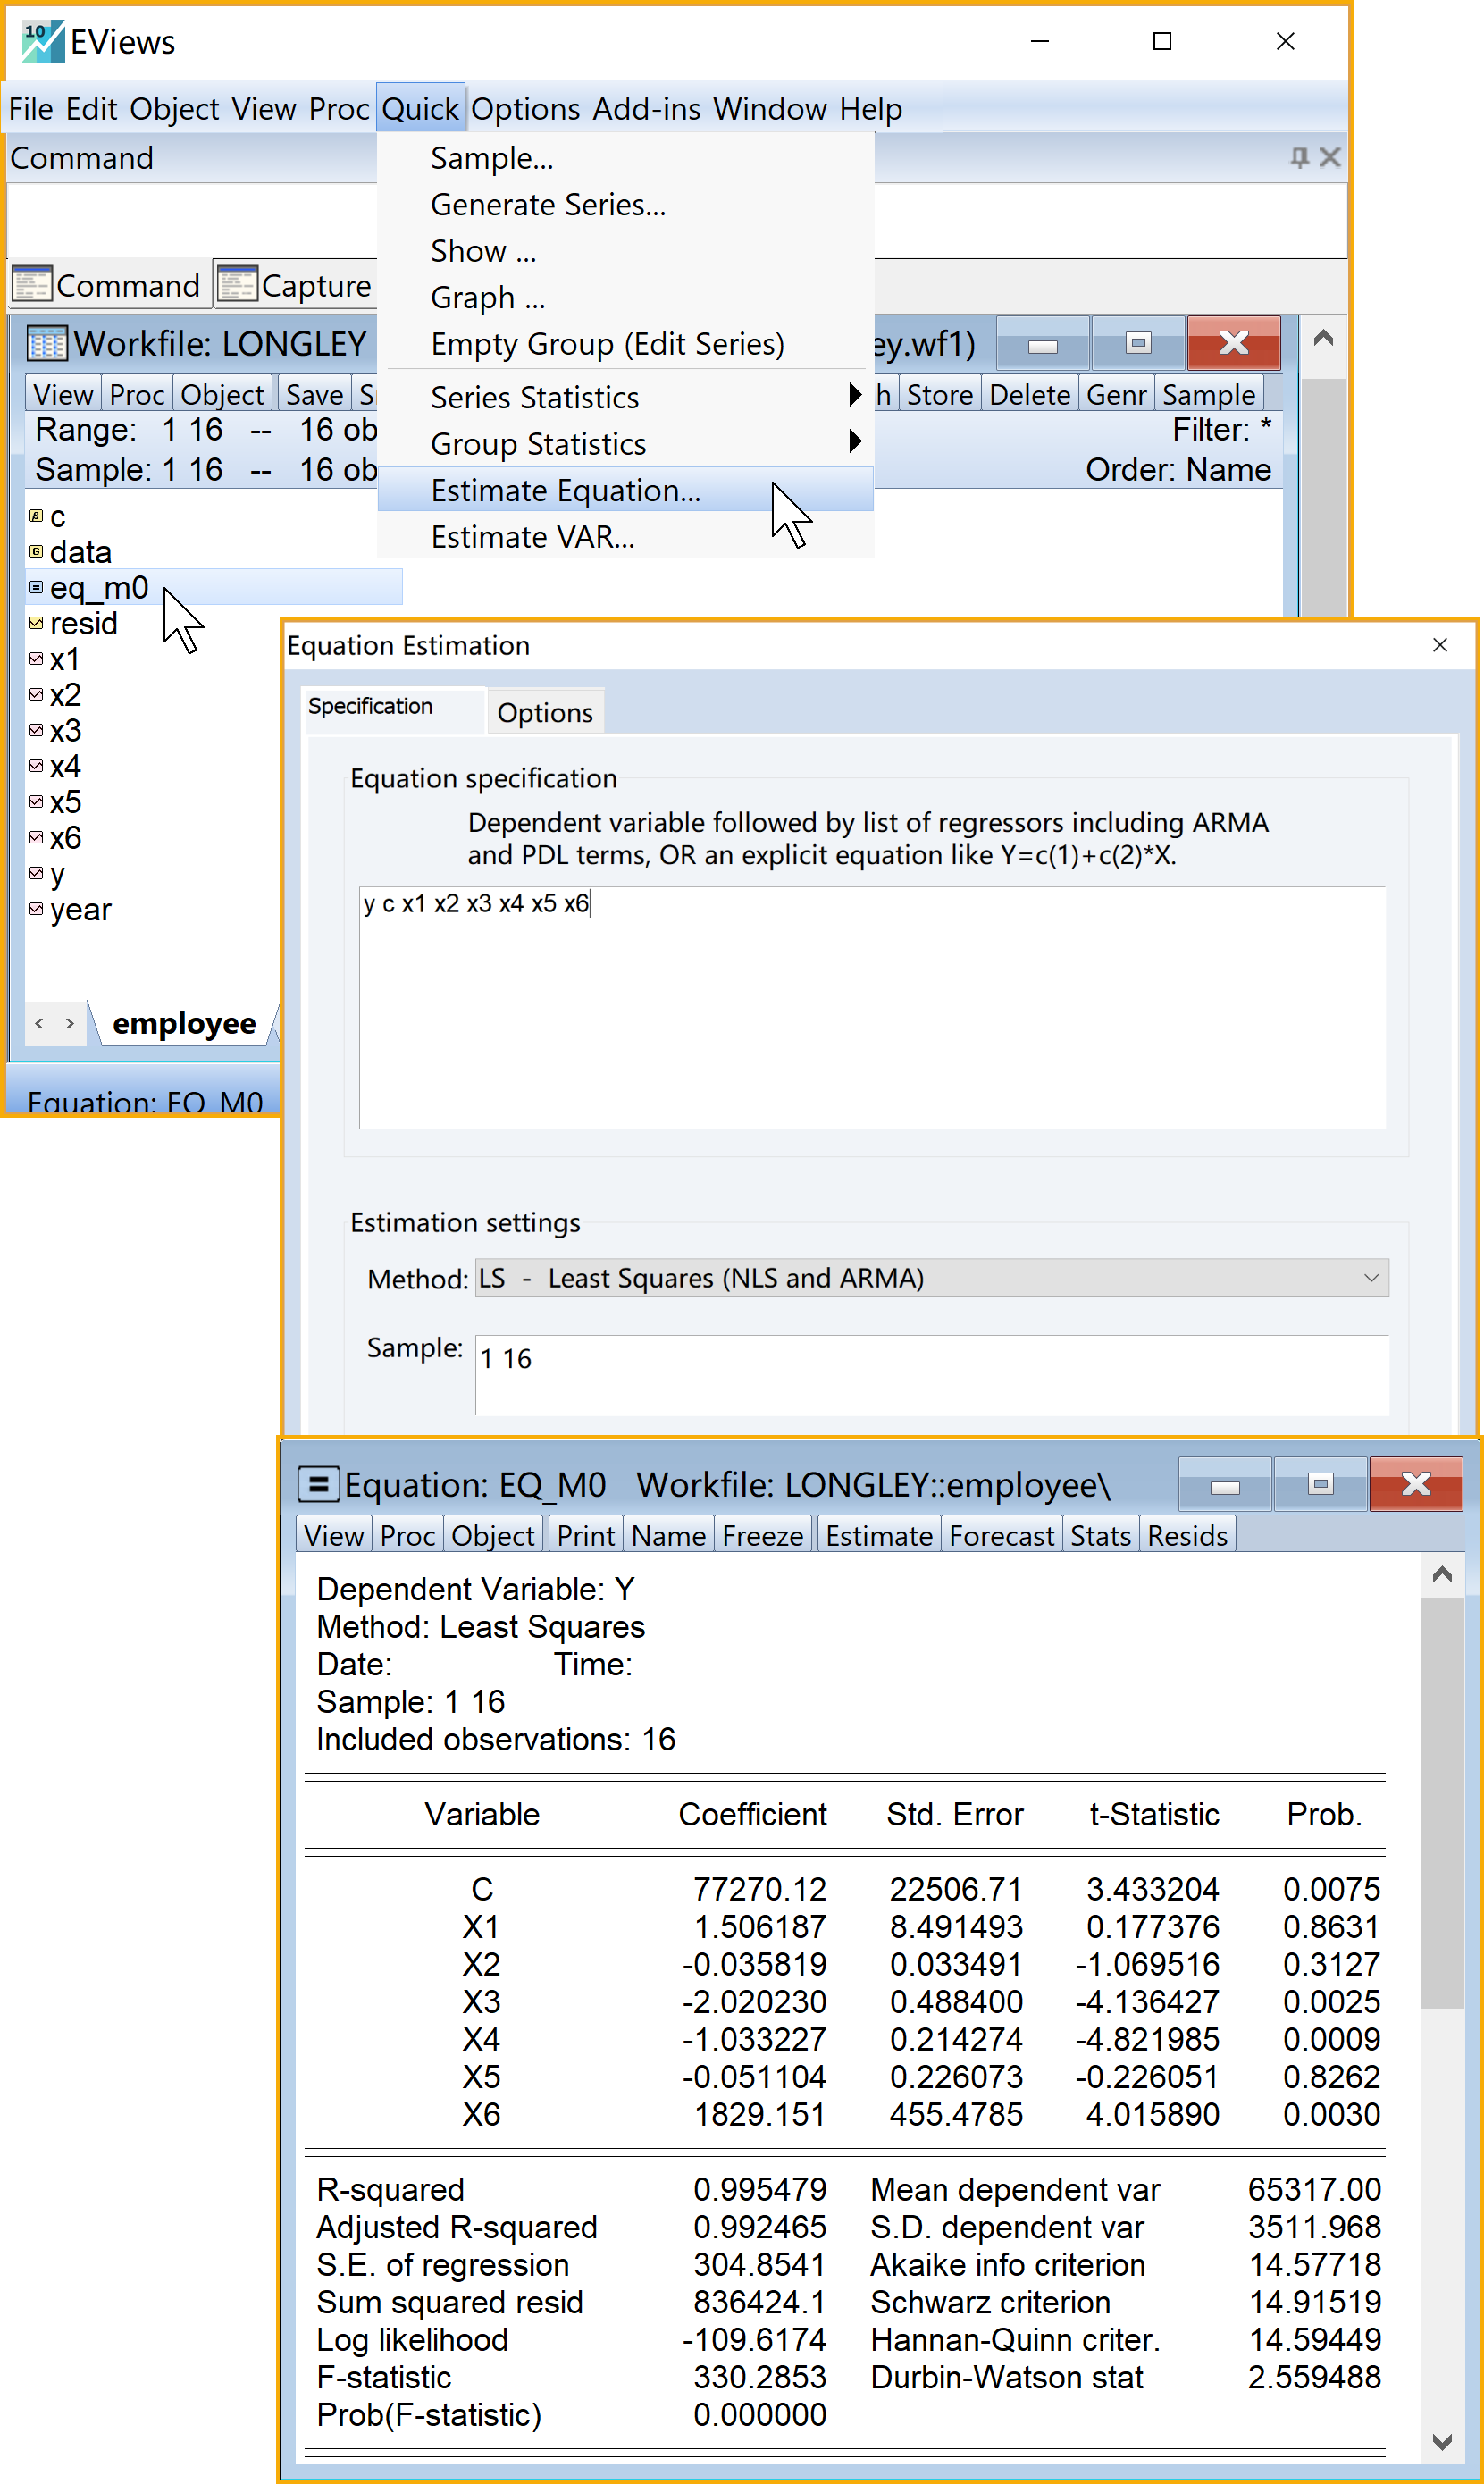 10 EViews
File Edit Object View Proc Quick Options Add-ins Window Help
Command
Sample...
Generate Series...
Show ...
Graph ...
Empty Group (Edit Series)
Series Statistics
Group Statistics
Estimate Equation...
Estimate VAR...
Command Capture
Workfile: LONGLEY ey.wf1)
View Proc Object Save S h Store Delete Genr Sample
Range: 1 16 -- 16 ob Filter: *
Sample: 1 16 -- 16 ob Order: Name
c
data
eq_m0
resid
x1
x2
x3
x4
x5
x6
y
year
< > employee
Equation: EQ_M0
Equation Estimation
Specification Options
Equation specification
Dependent variable followed by list of regressors including ARMA
and PDL terms, OR an explicit equation like Y=c(1)+c(2)*X.
y c x1 x2 x3 x4 x5 x6
Estimation settings
Method: LS - Least Squares (NLS and ARMA)
Sample: 1 16
Equation: EQ_M0 Workfile: LONGLEY::employee\
View Proc Object Print Name Freeze Estimate Forecast Stats Resids
Dependent Variable: Y
Method: Least Squares
Date: Time:
Sample: 1 16
Included observations: 16
Variable Coefficient Std. Error t-Statistic Prob.
C 77270.12 22506.71 3.433204 0.0075
X1 1.506187 8.491493 0.177376 0.8631
X2 -0.035819 0.033491 -1.069516 0.3127
X3 -2.020230 0.488400 -4.136427 0.0025
X4 -1.033227 0.214274 -4.821985 0.0009
X5 -0.051104 0.226073 -0.226051 0.8262
X6 1829.151 455.4785 4.015890 0.0030
R-squared 0.995479 Mean dependent var 65317.00
Adjusted R-squared 0.992465 S.D. dependent var 3511.968
S.E. of regression 304.8541 Akaike info criterion 14.57718
Sum squared resid 836424.1 Schwarz criterion 14.91519
Log likelihood -109.6174 Hannan-Quinn criter. 14.59449
F-statistic 330.2853 Durbin-Watson stat 2.559488
Prob(F-statistic) 0.000000